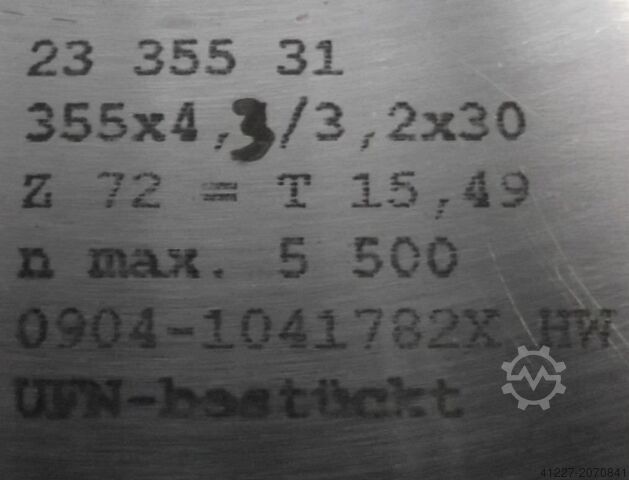 23 355 31
355x4,3/3,2x30
Z 72 = T 15,49
n max. 5 500
0904-1041782X HW
UFN-bestückt
41227-2070841